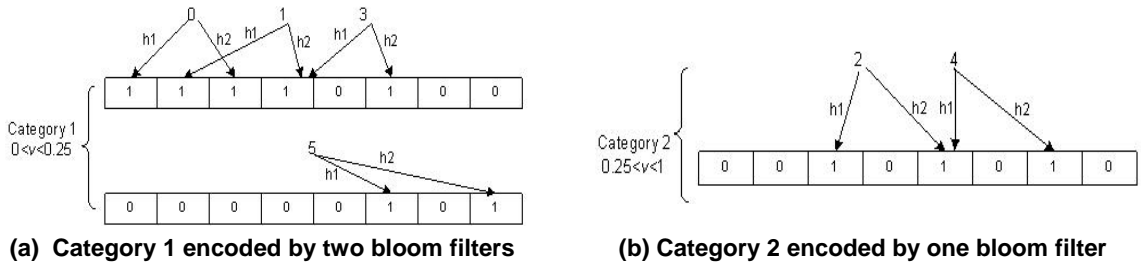 0 1 3
h1 h2 h1 h2 h1 h2
1 1 1 1 0 1 0 0
Category 1
0<v<0.25
5
h1 h2
0 0 0 0 0 1 0 1
(a) Category 1 encoded by two bloom filters
2 4
h1 h2 h1 h2
Category 2
0.25<v<1
0 0 1 0 1 0 1 0
(b) Category 2 encoded by one bloom filter